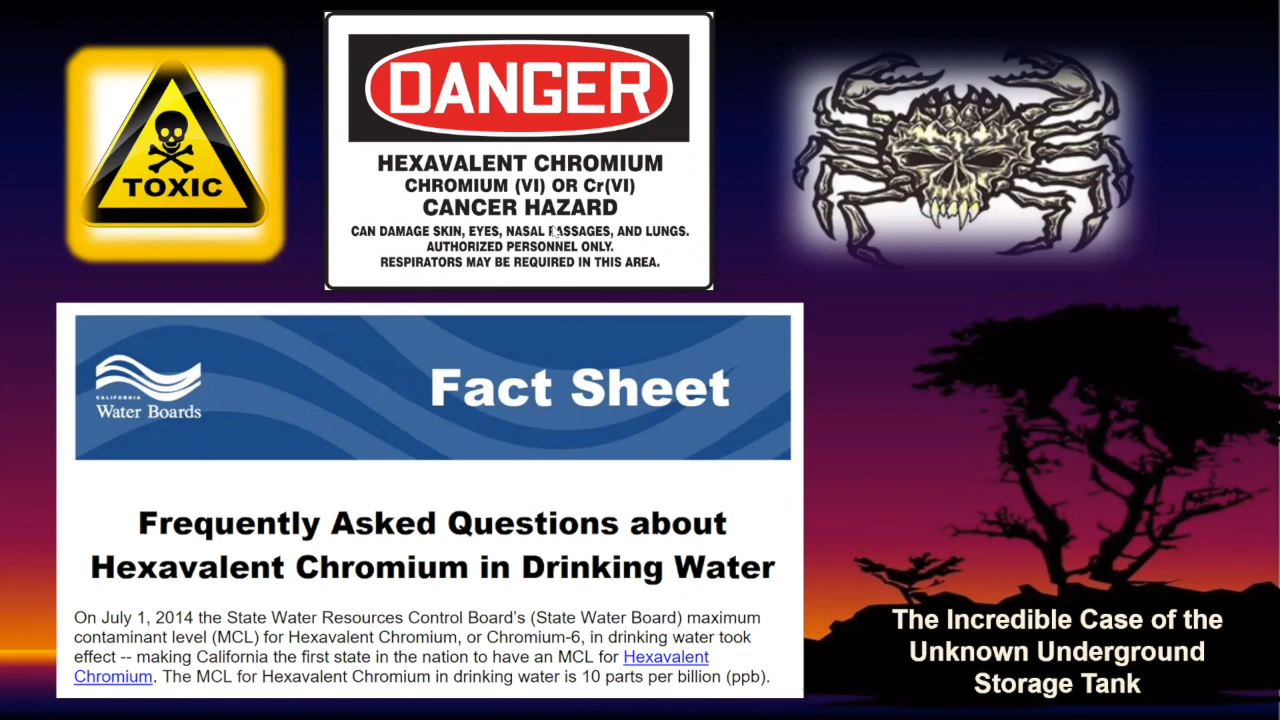 TOXIC
DANGER
HEXAVALENT CHROMIUM
CHROMIUM (VI) OR Cr(VI)
CANCER HAZARD
CAN DAMAGE SKIN, EYES, NASAL PASSAGES, AND LUNGS.
AUTHORIZED PERSONNEL ONLY.
RESPIRATORS MAY BE REQUIRED IN THIS AREA.
CALIFORNIA
Water Boards
Fact Sheet
Frequently Asked Questions about
Hexavalent Chromium in Drinking Water
On July 1, 2014 the State Water Resources Control Board's (State Water Board) maximum
contaminant level (MCL) for Hexavalent Chromium, or Chromium-6, in drinking water took
effect -- making California the first state in the nation to have an MCL for Hexavalent
Chromium. The MCL for Hexavalent Chromium in drinking water is 10 parts per billion (ppb).
The Incredible Case of the
Unknown Underground
Storage Tank